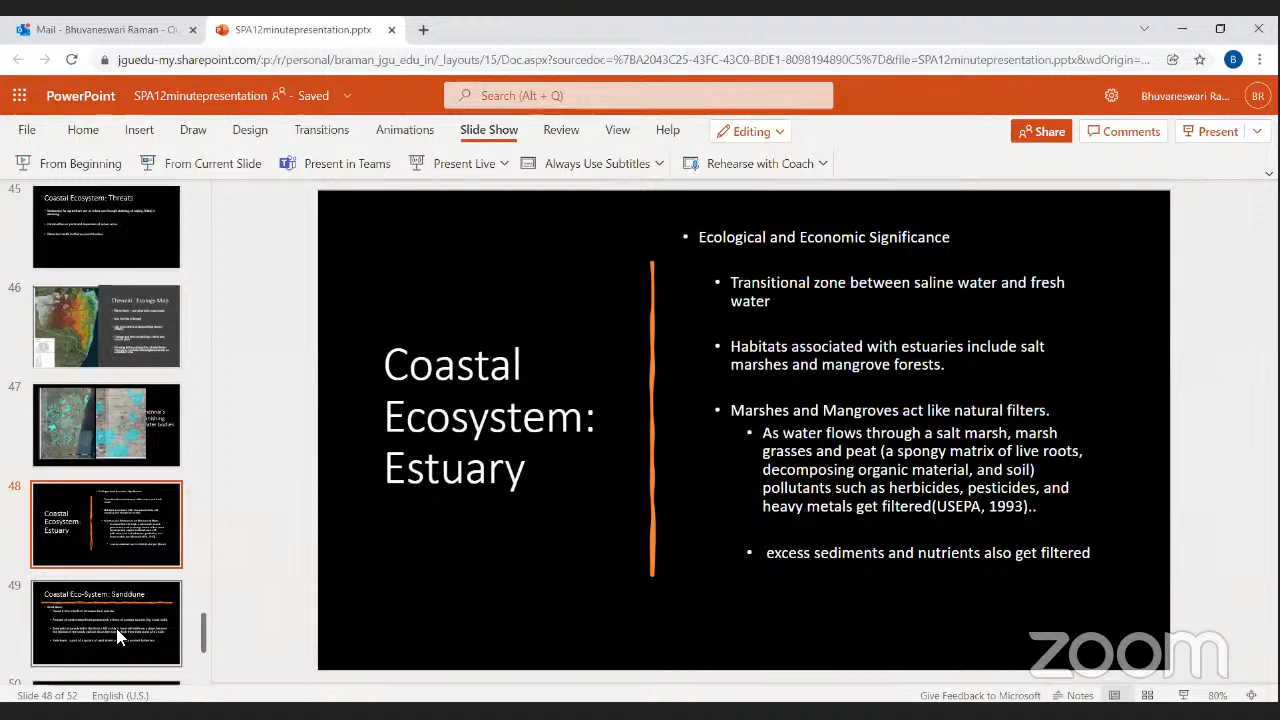 Mail - Bhuvaneswari Raman - Ou
SPA12minutepresentation.pptx
jguedu-my.sharepoint.com/:p:/r/personal/braman_jgu_edu_in/_layouts/15/Doc.aspx?sourcedoc=%7BA2043C25-43FC-43C0-BDE1-8098194890C5%7D&file=SPA12minutepresentation.pptx&wdOrigin=...
B
PowerPoint
SPA12minutepresentation - Saved
Search (Alt + Q)
Bhuvaneswari Ra...
BR
File Home Insert Draw Design Transitions Animations Slide Show Review View Help Editing Share Comments Present
From Beginning From Current Slide Present in Teams Present Live Always Use Subtitles Rehearse with Coach
45
Coastal Ecosystem: Threats
46
Chennai: Ecology Map
47
48
Coastal
Ecosystem:
Estuary
49
Coastal Eco-System: Sanddune
50
Coastal
Ecosystem:
Estuary
• Ecological and Economic Significance
• Transitional zone between saline water and fresh
water
• Habitats associated with estuaries include salt
marshes and mangrove forests.
• Marshes and Mangroves act like natural filters.
• As water flows through a salt marsh, marsh
grasses and peat (a spongy matrix of live roots,
decomposing organic material, and soil)
pollutants such as herbicides, pesticides, and
heavy metals get filtered(USEPA, 1993)..
• excess sediments and nutrients also get filtered
zoom
Slide 48 of 52 English (U.S.)
Give Feedback to Microsoft Notes 80%